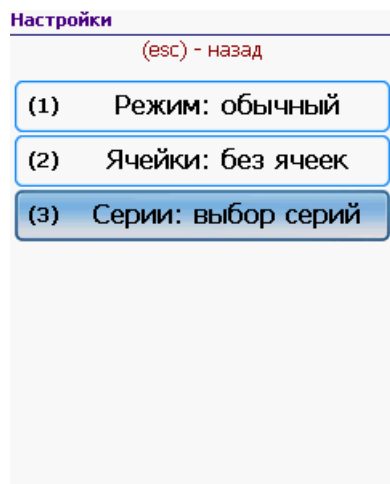 Настройки
(esc) - назад
(1) Режим: обычный
(2) Ячейки: без ячеек
(3) Серии: выбор серий